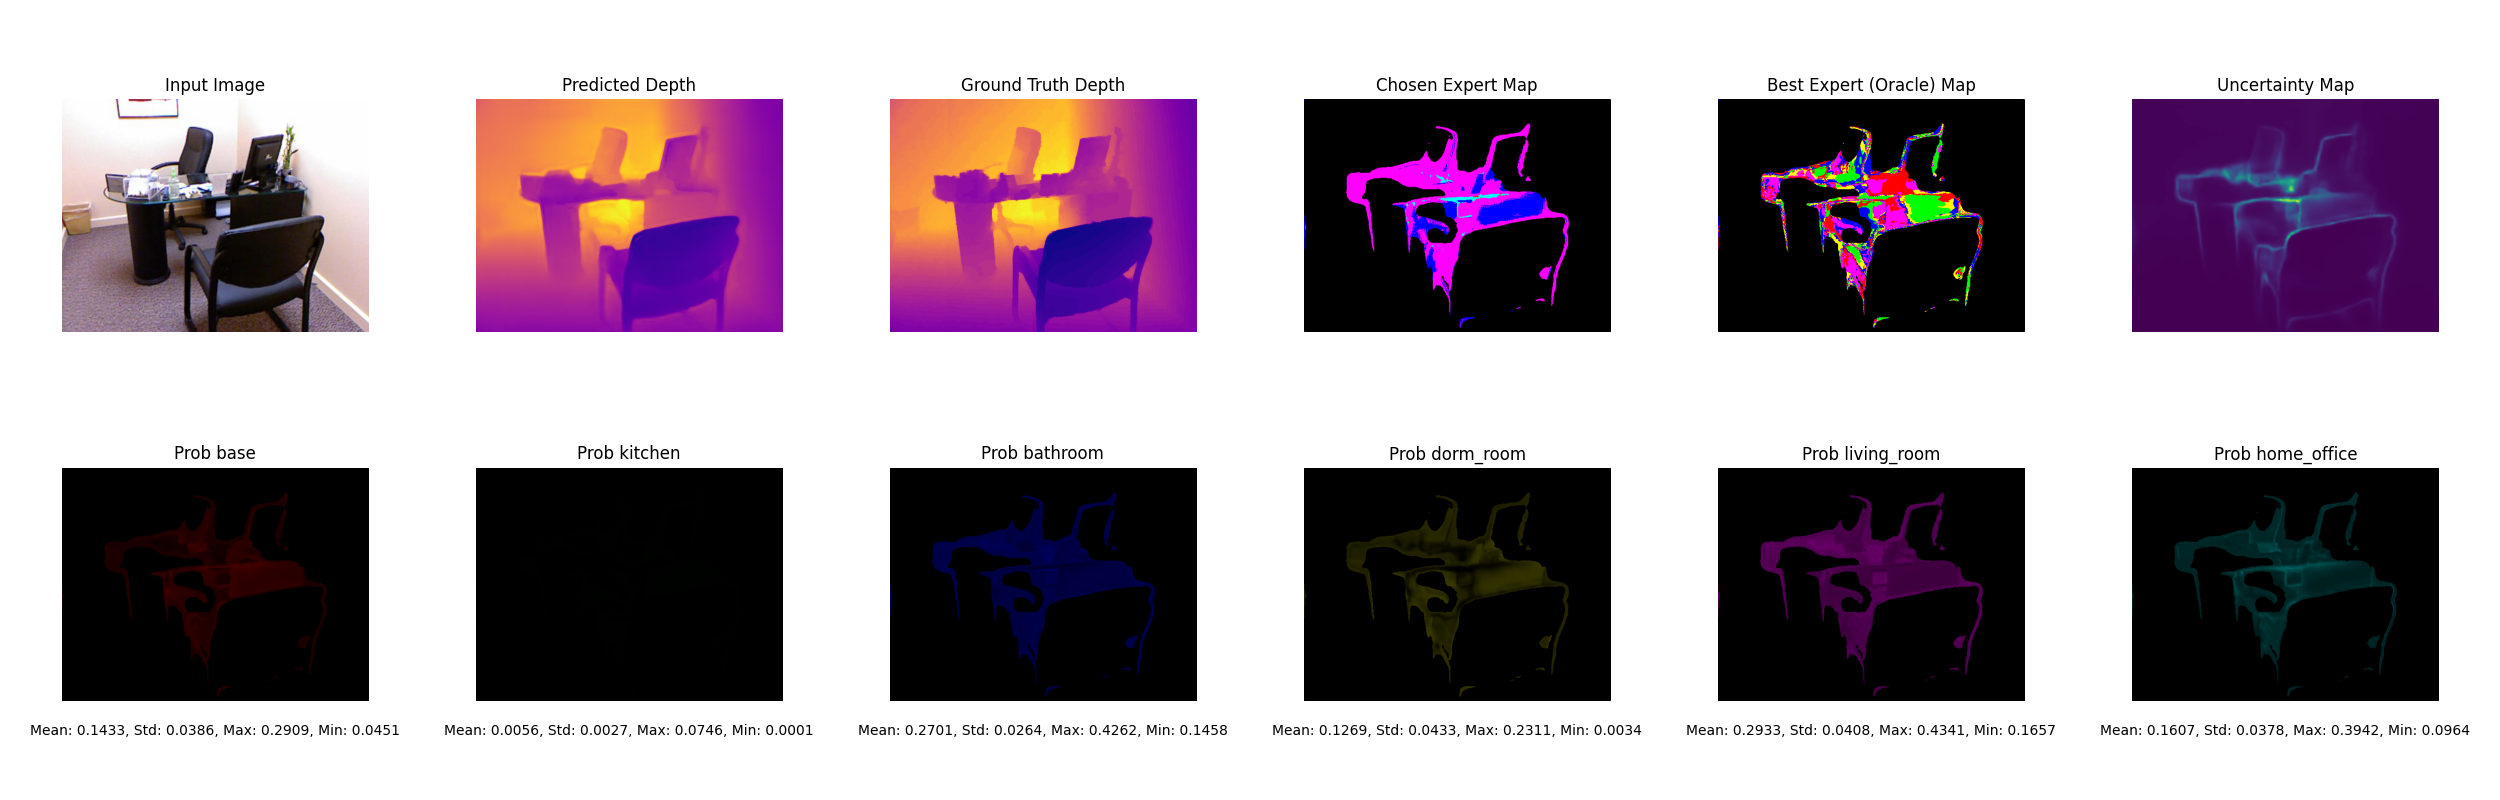 Input Image
Predicted Depth
Ground Truth Depth
Chosen Expert Map
Best Expert (Oracle) Map
Uncertainty Map
Prob base
Prob kitchen
Prob bathroom
Prob dorm_room
Prob living_room
Prob home_office
Mean: 0.1433, Std: 0.0386, Max: 0.2909, Min: 0.0451
Mean: 0.0056, Std: 0.0027, Max: 0.0746, Min: 0.0001
Mean: 0.2701, Std: 0.0264, Max: 0.4262, Min: 0.1458
Mean: 0.1269, Std: 0.0433, Max: 0.2311, Min: 0.0034
Mean: 0.2933, Std: 0.0408, Max: 0.4341, Min: 0.1657
Mean: 0.1607, Std: 0.0378, Max: 0.3942, Min: 0.0964